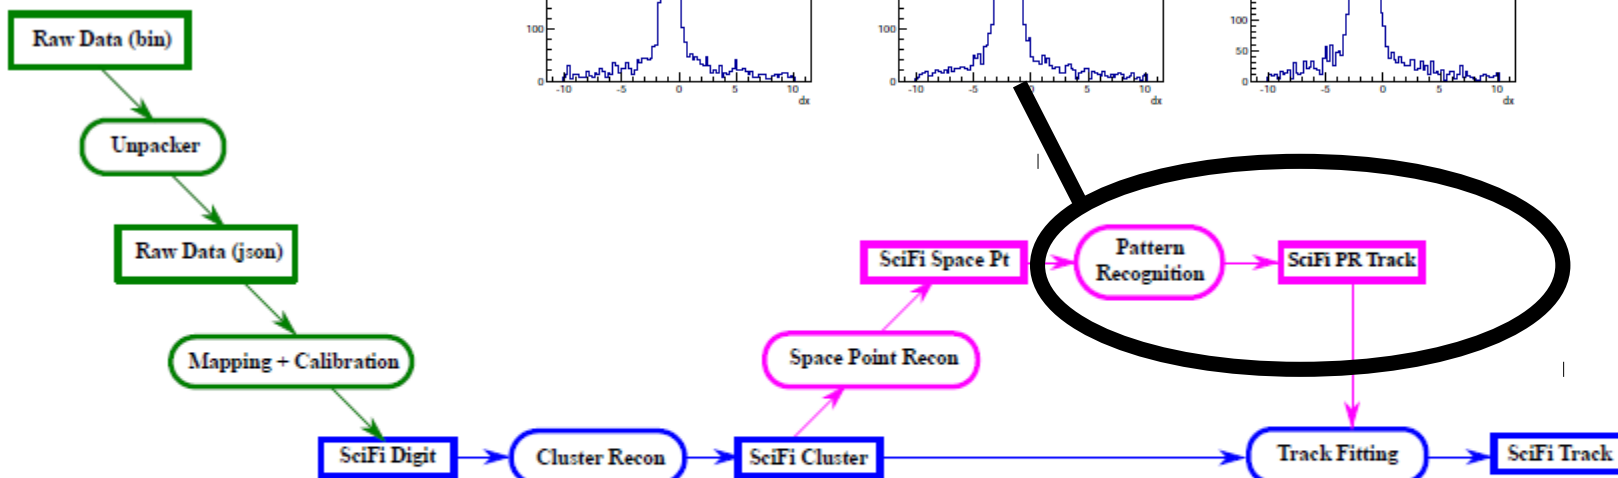 Raw Data (bin)
100
0
-10
-5
0
5
10
dx
100
0
-10
-5
0
5
10
dx
100
50
0
-10
-5
0
5
10
dx
Unpacker
Raw Data (json)
SciFi Space Pt
Pattern
Recognition
SciFi PR Track
Mapping + Calibration
Space Point Recon
SciFi Digit
Cluster Recon
SciFi Cluster
Track Fitting
SciFi Track